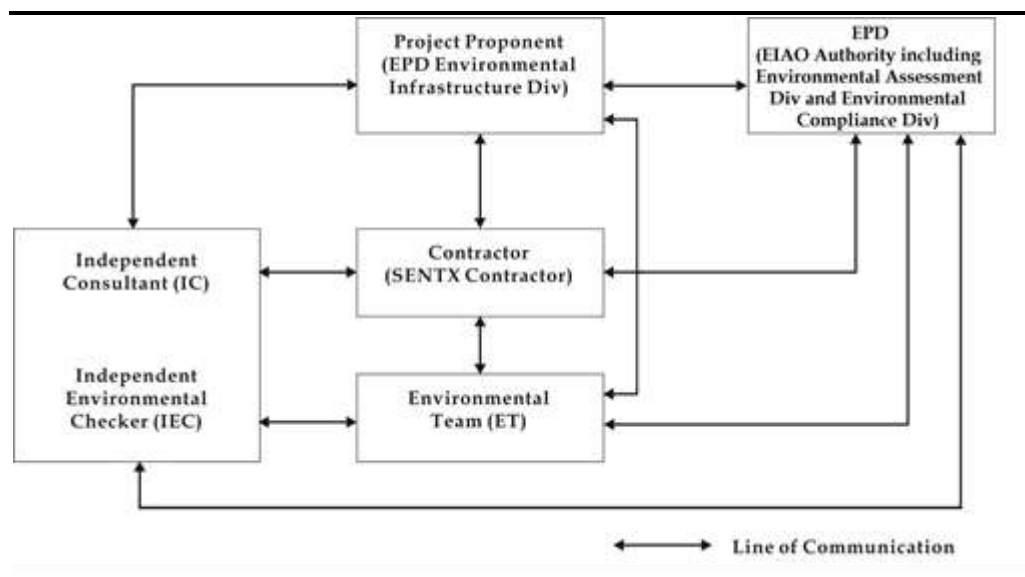 Project Proponent
(EPD Environmental
Infrastructure Div)
EPD
(EIAO Authority including
Environmental Assessment
Div and Environmental
Compliance Div)
Independent
Consultant (IC)
Contractor
(SENTX Contractor)
Independent
Environmental
Checker (IEC)
Environmental
Team (ET)
Line of Communication